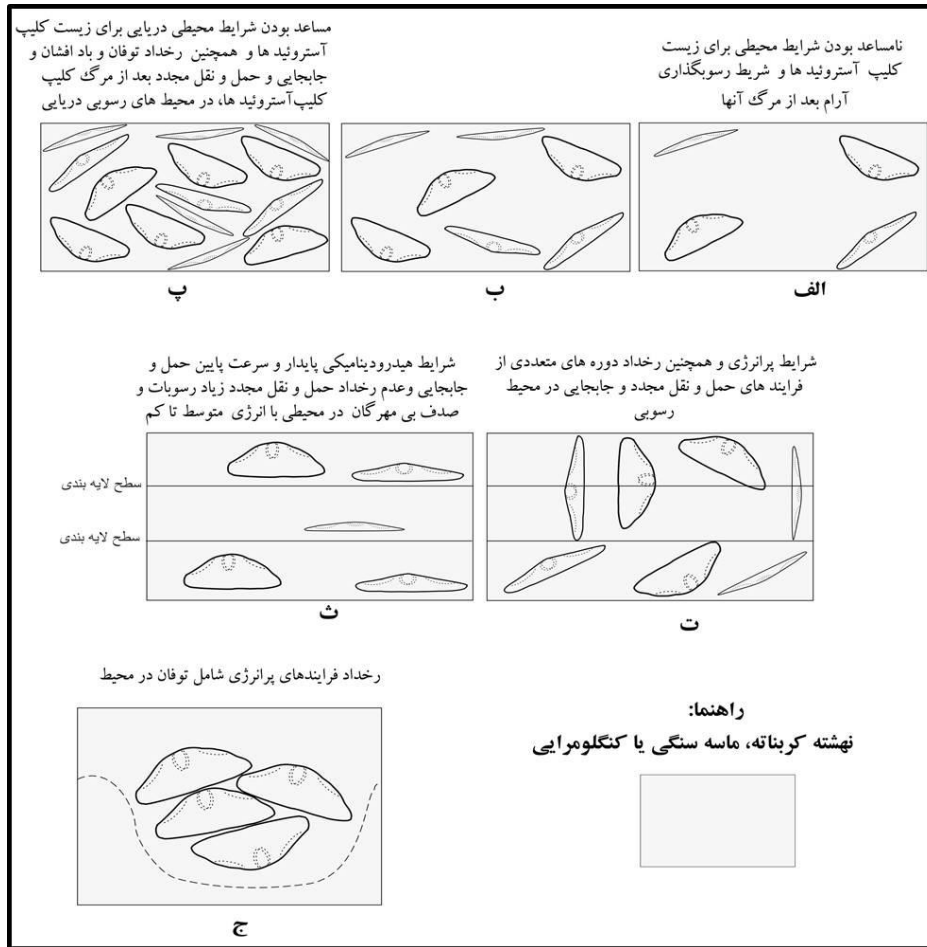 نامساعد بودن شرایط محیطی برای زیست
کلیپ آستروئید ها و شریط رسوبگذاری
آرام بعد از مرگ آنها
الف
ب
مساعد بودن شرایط محیطی دریایی برای زیست کلیپ
آستروئید ها و همچنین رخداد توفان و باد افشان و
جابجایی و حمل و نقل مجدد بعد از مرگ کلیپ
کلیپ‌آستروئید ها، در محیط های رسوبی دریایی
پ
شرایط پرانرژی و همچنین رخداد دوره های متعددی از
فرایند های حمل و نقل مجدد و جابجایی در محیط
رسوبی
ت
شرایط هیدرودینامیکی پایدار و سرعت پایین حمل و
جابجایی وعدم رخداد حمل و نقل مجدد زیاد رسوبات و
صدف بی مهرگان در محیطی با انرژی متوسط تا کم
سطح لایه بندی
سطح لایه بندی
ث
رخداد فرایندهای پرانرژی شامل توفان در محیط
ج
راهنما:
نهشته کربناته، ماسه سنگی یا کنگلومرایی